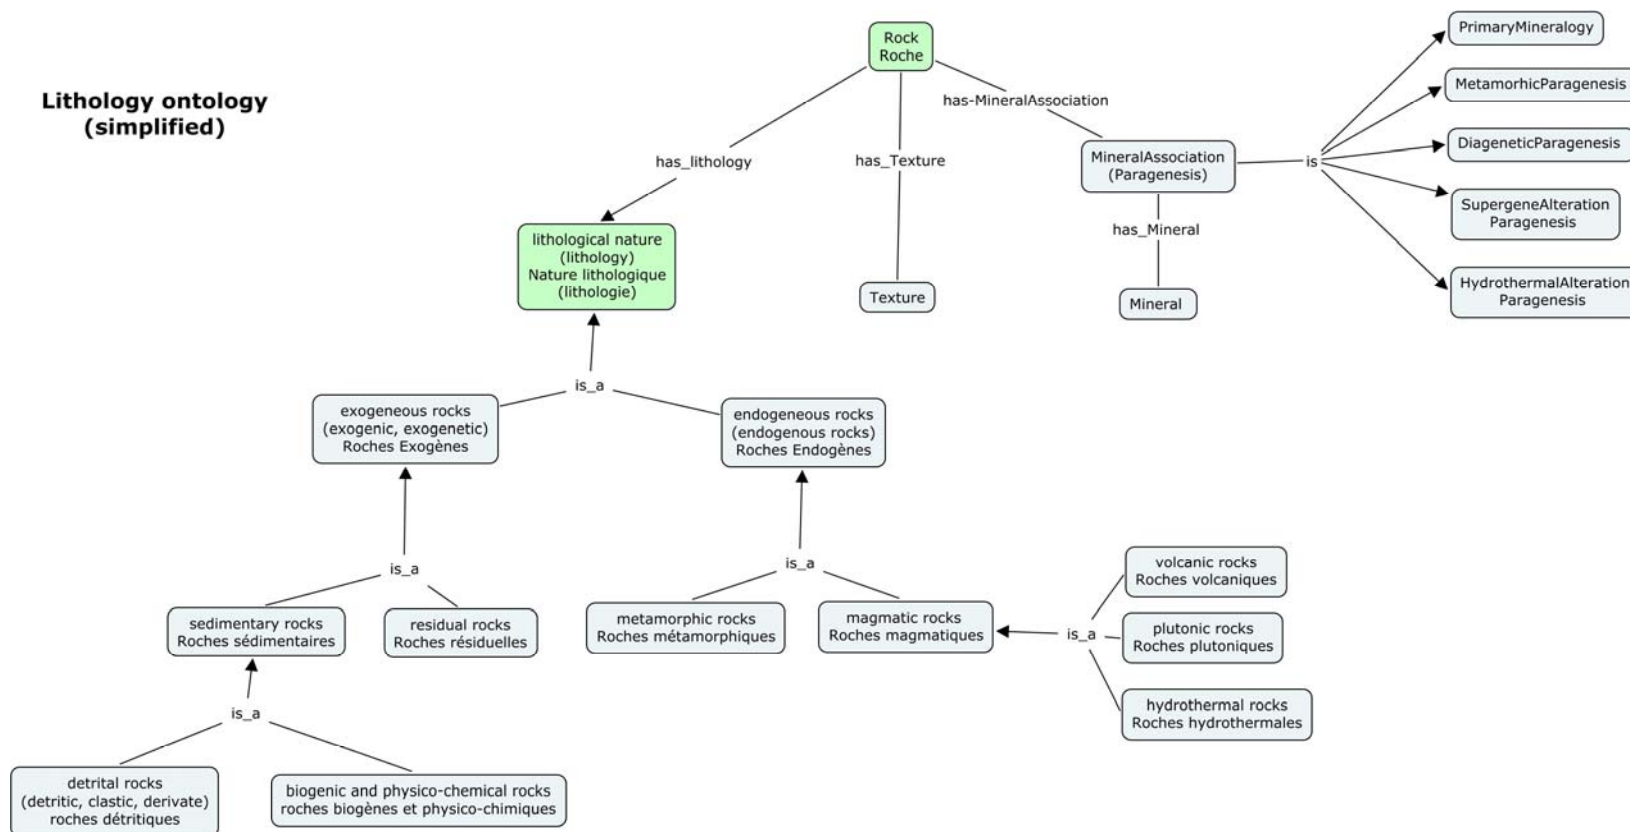 Lithology ontology
(simplified)
Rock
Roche
has_lithology
has_Texture
has-MineralAssociation
MineralAssociation
(Paragenesis)
is
PrimaryMineralogy
MetamorhicParagenesis
DiageneticParagenesis
SupergeneAlteration
Paragenesis
HydrothermalAlteration
Paragenesis
has_Mineral
Mineral
Texture
lithological nature
(lithology)
Nature lithologique
(lithologie)
is_a
exogeneous rocks
(exogenic, exogenetic)
Roches Exogènes
endogeneous rocks
(endogenous rocks)
Roches Endogènes
is_a
sedimentary rocks
Roches sédimentaires
residual rocks
Roches résiduelles
is_a
metamorphic rocks
Roches métamorphiques
magmatic rocks
Roches magmatiques
is_a
volcanic rocks
Roches volcaniques
plutonic rocks
Roches plutoniques
hydrothermal rocks
Roches hydrothermales
is_a
detrital rocks
(detritic, clastic, derivate)
roches détritiques
biogenic and physico-chemical rocks
roches biogènes et physico-chimiques